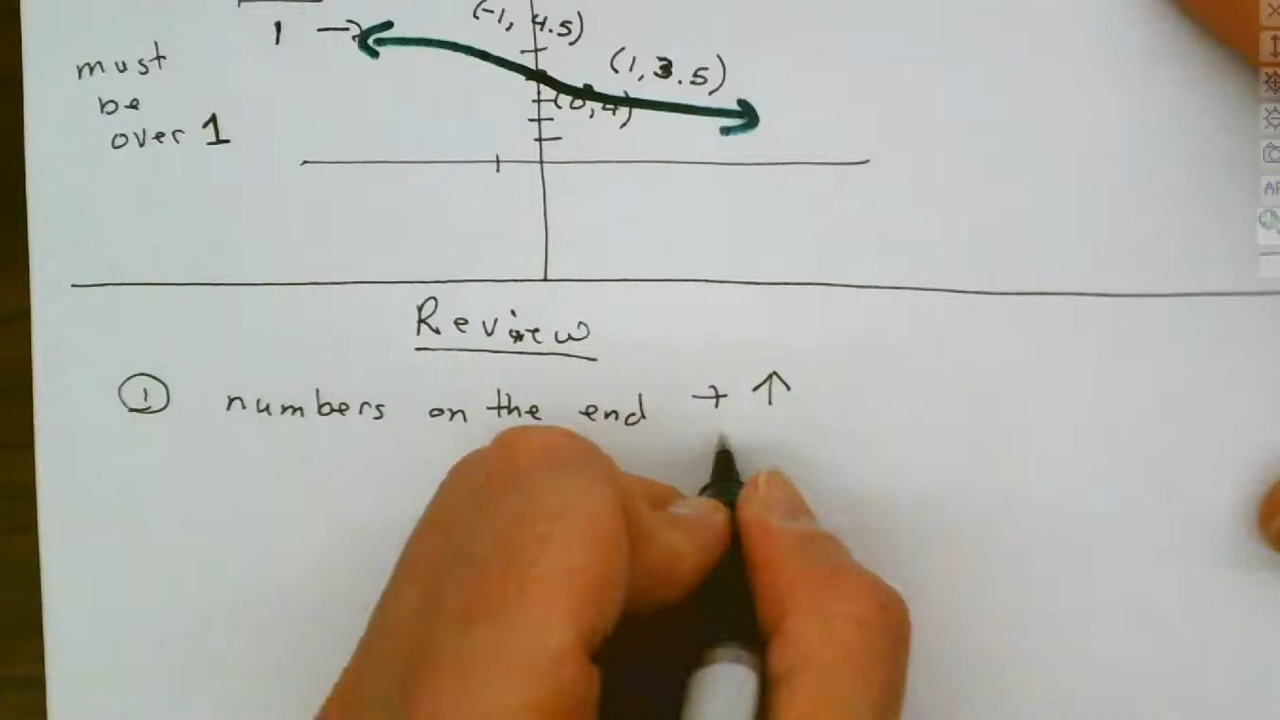 (-1, 4.5)
1 →
(1, 3.5)
must
be
over 1
(0,4)
Review
① numbers on the end + ↑